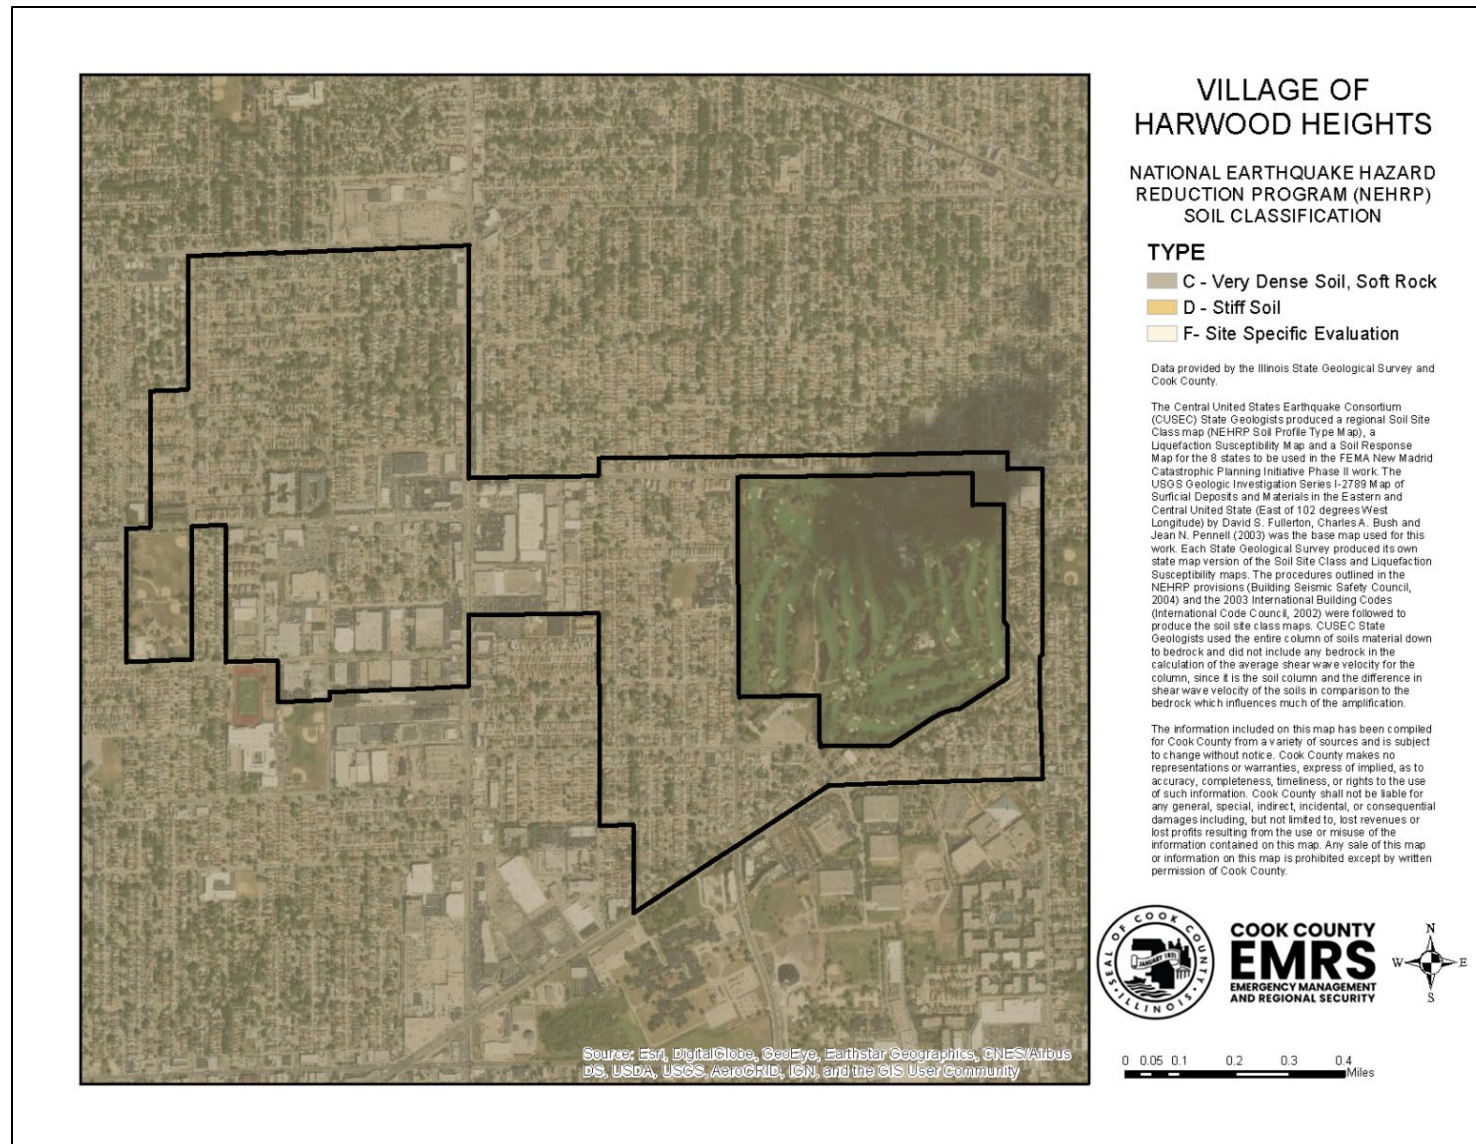 VILLAGE OF
HARWOOD HEIGHTS
NATIONAL EARTHQUAKE HAZARD
REDUCTION PROGRAM (NEHRP)
SOIL CLASSIFICATION
TYPE
C - Very Dense Soil, Soft Rock
D - Stiff Soil
F- Site Specific Evaluation
Data provided by the Illinois State Geological Survey and
Cook County.
The Central United States Earthquake Consortium
(CUSEC) State Geologists produced a regional Soil Site
Class map (NEHRP Soil Profile Type Map), a
Liquefaction Susceptibility Map and a Soil Response
Map for the 8 states to be used in the FEMA New Madrid
Catastrophic Planning Initiative Phase II work. The
USGS Geologic Investigation Series I-2789 Map of
Surficial Deposits and Materials in the Eastern and
Central United State (East of 102 degrees West
Longitude) by David S. Fullerton, Charles A. Bush and
Jean N. Pennell (2003) was the base map used for this
work. Each State Geological Survey produced its own
state map version of the Soil Site Class and Liquefaction
Susceptibility maps. The procedures outlined in the
NEHRP provisions (Building Seismic Safety Council,
2004) and the 2003 International Building Codes
(International Code Council, 2002) were followed to
produce the soil site class maps. CUSEC State
Geologists used the entire column of soils material down
to bedrock and did not include any bedrock in the
calculation of the average shear wave velocity for the
column, since it is the soil column and the difference in
shear wave velocity of the soils in comparison to the
bedrock which influences much of the amplification.
The information included on this map has been compiled
for Cook County from a variety of sources and is subject
to change without notice. Cook County makes no
representations or warranties, express of implied, as to
accuracy, completeness, timeliness, or rights to the use
of such information. Cook County shall not be liable for
any general, special, indirect, incidental, or consequential
damages including, but not limited to, lost revenues or
lost profits resulting from the use or misuse of the
information contained on this map. Any sale of this map
or information on this map is prohibited except by written
permission of Cook County.
SEAL OF COOK COUNTY
JANUARY 1831
ILLINOIS
COOK COUNTY
EMRS
EMERGENCY MANAGEMENT
AND REGIONAL SECURITY
N
W E
S
0 0.05 0.1 0.2 0.3 0.4
Miles
Source: Esri, DigitalGlobe, GeoEye, Earthstar Geographics, CNES/Airbus
DS, USDA, USGS, AeroGRID, IGN, and the GIS User Community